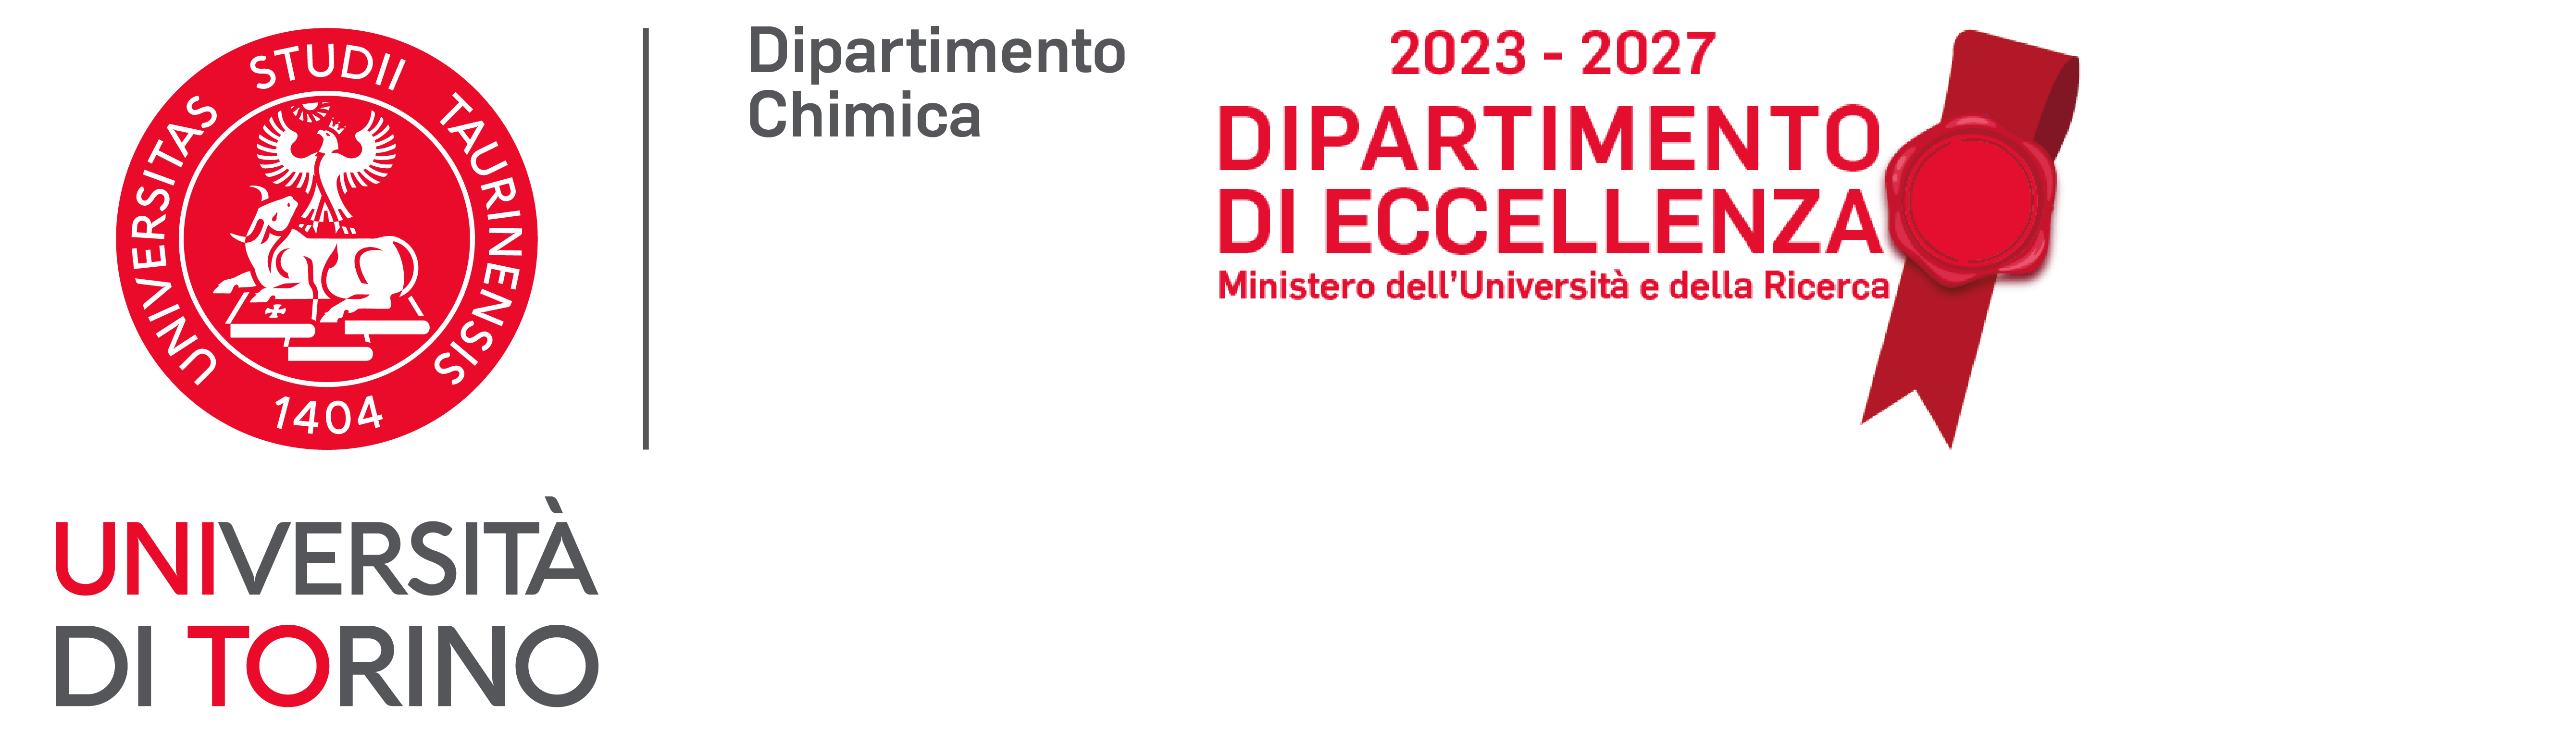 UNIVERSITAS STUDII TAURINENSIS
1404
UNIVERSITÀ
DI TORINO
Dipartimento
Chimica
2023 - 2027
DIPARTIMENTO
DI ECCELLENZA
Ministero dell'Università e della Ricerca